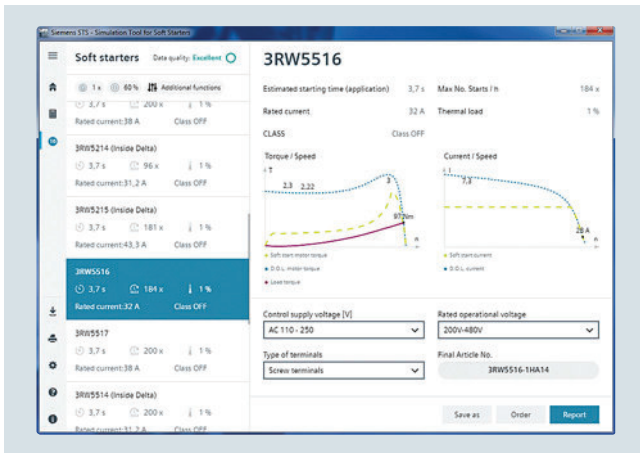 Siemens STS - Simulation Tool for Soft Starters
Soft starters Data quality: Excellent
1 x 60 % Additional functions
3,7 s 200 x 1 %
Rated current:38 A Class OFF
3RW5214 (Inside Delta)
3,7 s 96 x 1 %
Rated current:31,2 A Class OFF
3RW5215 (Inside Delta)
3,7 s 181 x 1 %
Rated current:43,3 A Class OFF
3RW5516
3,7 s 184 x 1 %
Rated current:32 A Class OFF
3RW5517
3,7 s 200 x 1 %
Rated current:38 A Class OFF
3RW5514 (Inside Delta)
3,7 s 200 x 1 %
Rated current:31,2 A Class OFF
3RW5516
Estimated starting time (application) 3,7 s Max No. Starts / h 184 x
Rated current 32 A Thermal load 1 %
CLASS Class OFF
Torque / Speed
T
2,3 2,22 3
97 Nm
n
Soft start motor torque
D.O.L. motor torque
Load torque
Current / Speed
I
7,3
28 A
n
Soft start current
D.O.L. current
Control supply voltage [V] Rated operational voltage
AC 110 - 250 200V-480V
Type of terminals Final Article No.
Screw terminals 3RW5516-1HA14
Save as Order Report